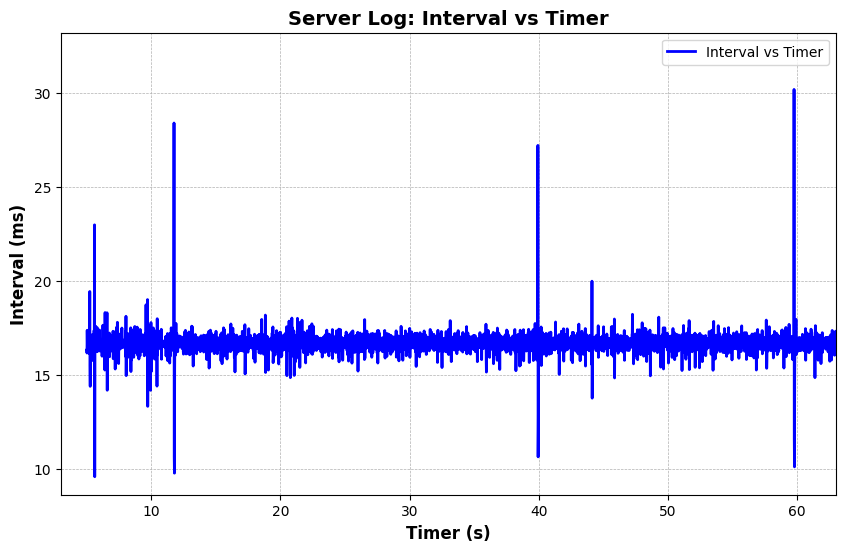 Server Log: Interval vs Timer
Interval vs Timer
30
25
20
15
10
Interval (ms)
10 20 30 40 50 60
Timer (s)